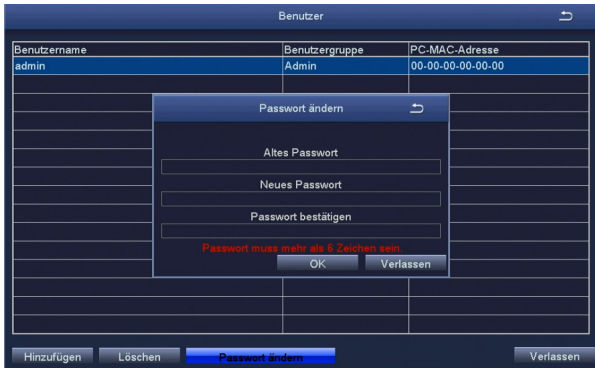 Benutzer
Benutzername Benutzergruppe PC-MAC-Adresse
admin Admin 00-00-00-00-00-00
Passwort ändern
Altes Passwort
Neues Passwort
Passwort bestätigen
Passwort muss mehr als 6 Zeichen sein.
OK Verlassen
Hinzufügen Löschen Passwort ändern Verlassen